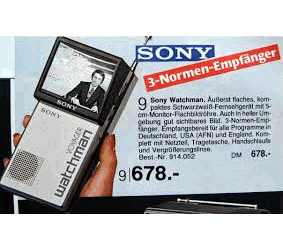 SONY
3-Normen-Empfänger
9 Sony Watchman. Äußerst flaches, kom-
paktes Schwarzweiß-Fernsehgerät mit 5-
cm-Monitor-Flachbildröhre. Auch in heller Um-
gebung gut sichtbares Bild. 3-Normen-Emp-
fänger. Empfangsbereit für alle Programme in
Deutschland, USA (AFN) und England. Kom-
plett mit Netzteil, Tragetasche, Handschlaufe
und Vergrößerungslinse.
Best.-Nr. 914.052 DM 678.-
9 678.-
SONY
VOYAGER
watchman